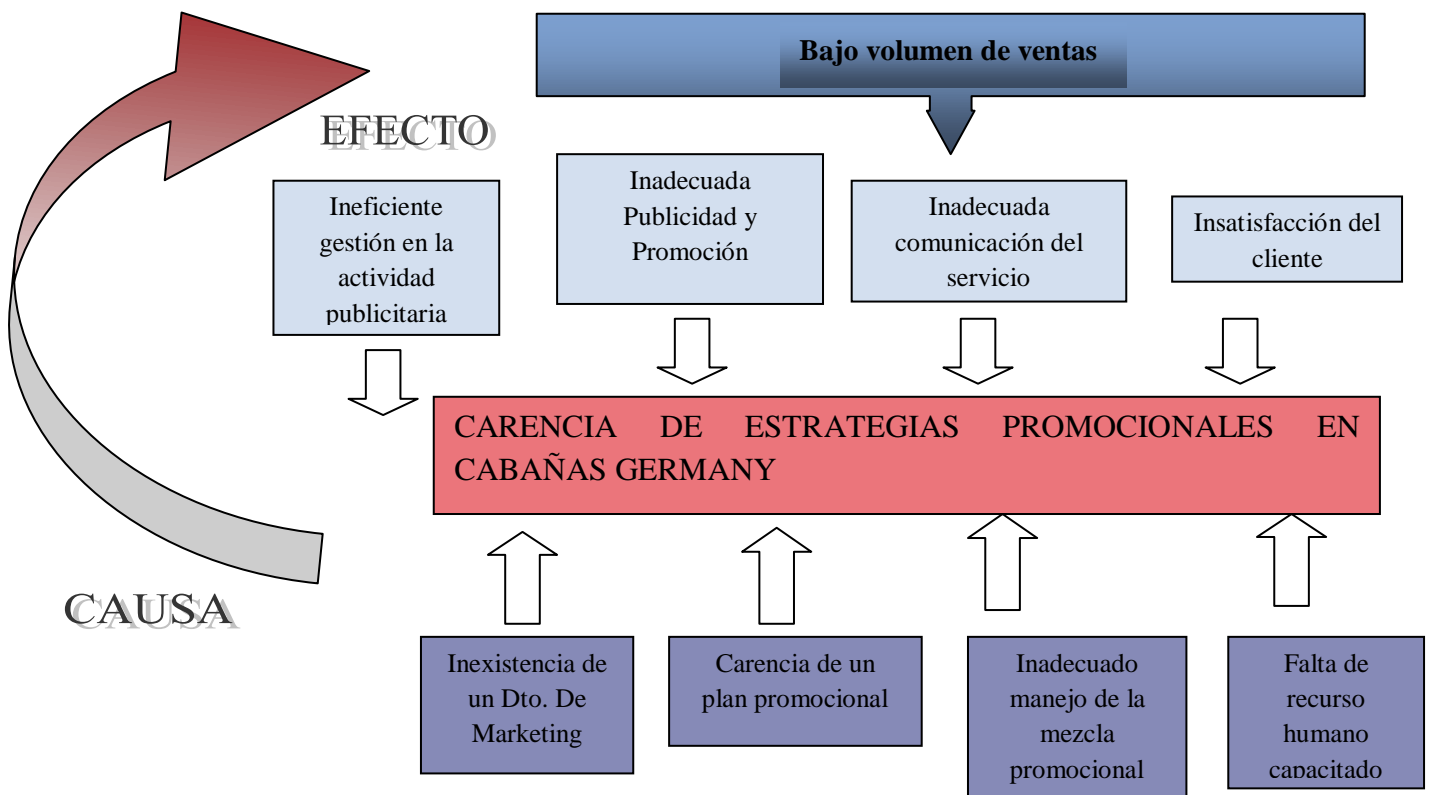 Bajo volumen de ventas
EFECTO
Ineficiente
gestión en la
actividad
publicitaria
Inadecuada
Publicidad y
Promoción
Inadecuada
comunicación del
servicio
Insatisfacción del
cliente
CARENCIA DE ESTRATEGIAS PROMOCIONALES EN
CABAÑAS GERMANY
CAUSA
Inexistencia de
un Dto. De
Marketing
Carencia de un
plan promocional
Inadecuado
manejo de la
mezcla
promocional
Falta de
recurso
humano
capacitado